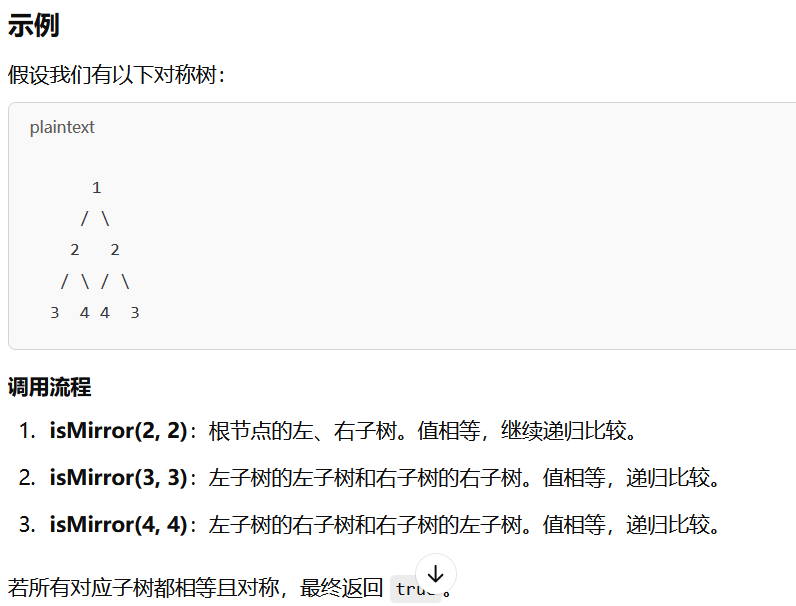 示例
假设我们有以下对称树：
plaintext
1
/ \
2 2
/ \ / \
3 4 4 3
调用流程
1. isMirror(2, 2)：根节点的左、右子树。值相等，继续递归比较。
2. isMirror(3, 3)：左子树的左子树和右子树的右子树。值相等，递归比较。
3. isMirror(4, 4)：左子树的右子树和右子树的左子树。值相等，递归比较。
若所有对应子树都相等且对称，最终返回 true。